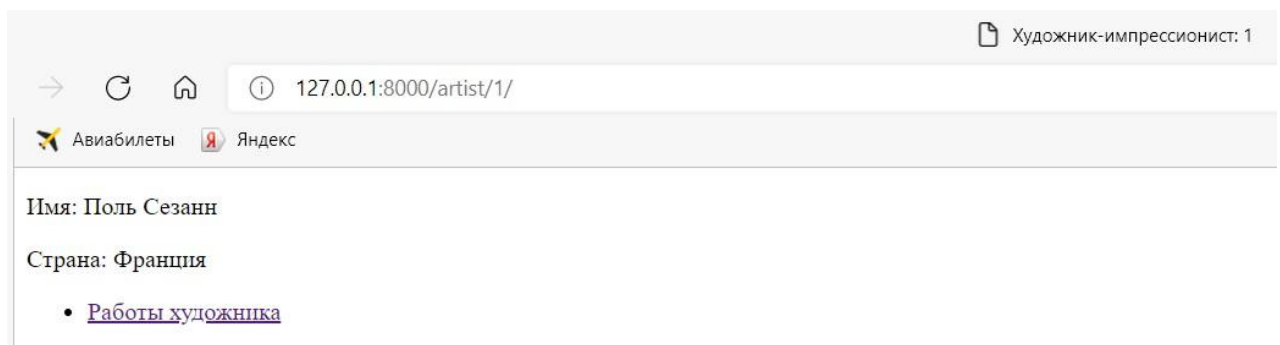 Художник-импрессионист: 1
127.0.0.1:8000/artist/1/
Авиабилеты Я Яндекс
Имя: Поль Сезанн
Страна: Франция
• Работы художника